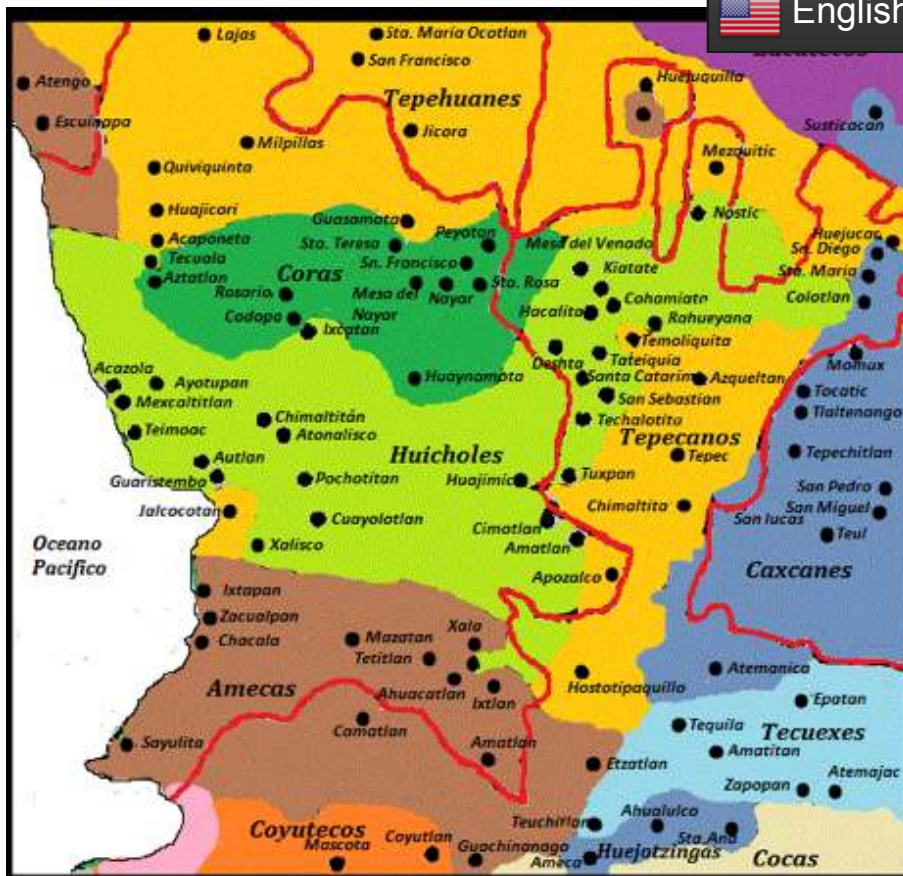 English
Lajas
Sta. Maria Ocotlan
San Francisco
Huejuquilla
Atengo
Tepehuanes
Escuinapa
Jicora
Susticacan
Milpillas
Mezquitic
Quiviquinta
Huajicori
Guasamota
Nostic
Acaponeta
Sta. Teresa
Peyotan
Mesa del Venado
Huejucar
Tecuala
Coras
Sn. Francisco
Kiatate
Sn. Diego
Aztatlan
Sta. Maria
Rosario
Mesa del
Nayar
Nayar
Sta. Rosa
Cohamiatn
Colotlan
Codopa
Hacalito
Rahueyana
Ixcatan
Temoliquita
Deshta
Tateiquia
Momux
Acazola
Ayotupan
Huaynamota
Santa Catarina
Azqueltan
Tocatic
Mexcaltitlan
San Sebastian
Tlaltenango
Chimaltitán
Techalotita
Teimoac
Atonalisco
Tepecanos
Huicholes
Tepec
Tepechitlan
Autlan
Guaristemba
Pochotitan
Huajimic
Tuxpan
San Pedro
Jalcocotan
Chimaltita
San Miguel
Cuayolotlan
Cimatlan
San lucas
Teul
Oceano
Pacifico
Xalisco
Amatlan
Apozalco
Caxcanes
Ixtapan
Zacualpan
Xala
Chacala
Mazatan
Tetitlan
Atemanica
Amecas
Ahuacatlan
Ixtlan
Hostotipaquillo
Epatan
Comatlan
Tequila
Tecuexes
Sayulita
Amatlan
Amatitan
Etzatlan
Zapopan
Atemajac
Coyutecos
Coyutlan
Teuchitlan
Ahualulco
Sta. Ana
Mascota
Guachinanago
Ameca
Huejotzingas
Cocas